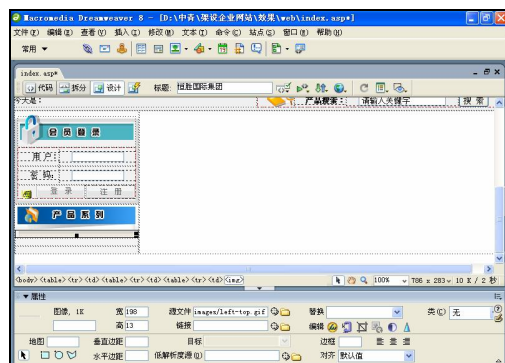 Macromedia Dreamweaver 8 - [D:\中青\架设企业网站\效果\web\index.asp*]
文件(F) 编辑(E) 查看(V) 插入(I) 修改(M) 文本(T) 命令(C) 站点(S) 窗口(W) 帮助(H)
常用
index.asp*
代码 拆分 设计 标题: 恒胜国际集团
今天是: 产品搜索: 请输入关键字 搜 索
会 员 登 录
用 户:
密 码:
登 录 注 册
产 品 系 列
<body> <table> <tr> <td> <table> <tr> <td> <table> <tr> <td> <img> 100% 786 x 283 10 K / 2 秒
属性
图像, 1K 宽 198 源文件 images/left-top.gif 替换 类(C) 无
高 13 链接 编辑
地图 垂直边距 目标 边框
水平边距 低解析度源(O) 对齐 默认值